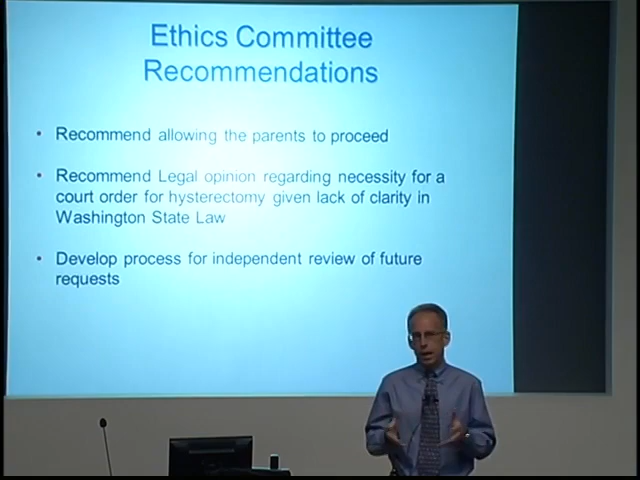 Ethics Committee
Recommendations
• Recommend allowing the parents to proceed
• Recommend Legal opinion regarding necessity for a
court order for hysterectomy given lack of clarity in
Washington State Law
• Develop process for independent review of future
requests